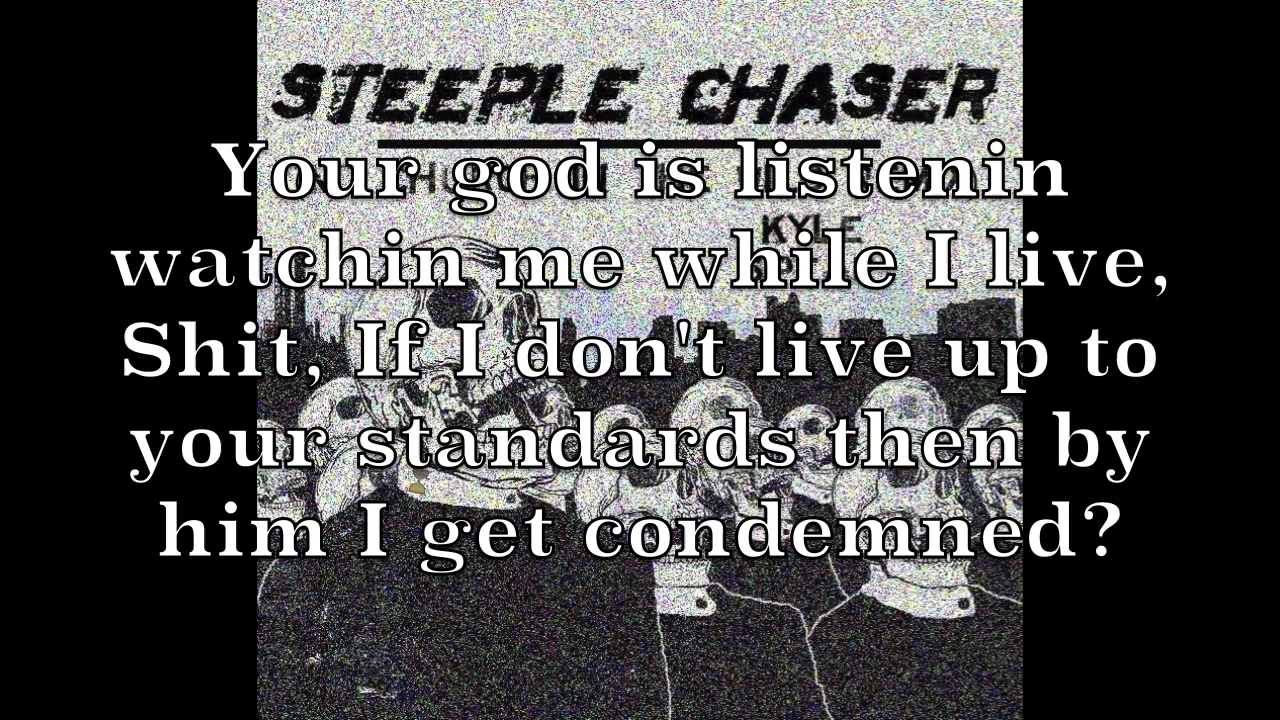 STEEPLE CHASER
Your god is listenin
KYLE
watchin me while I live,
Shit, If I don't live up to
your standards then by
him I get condemned?